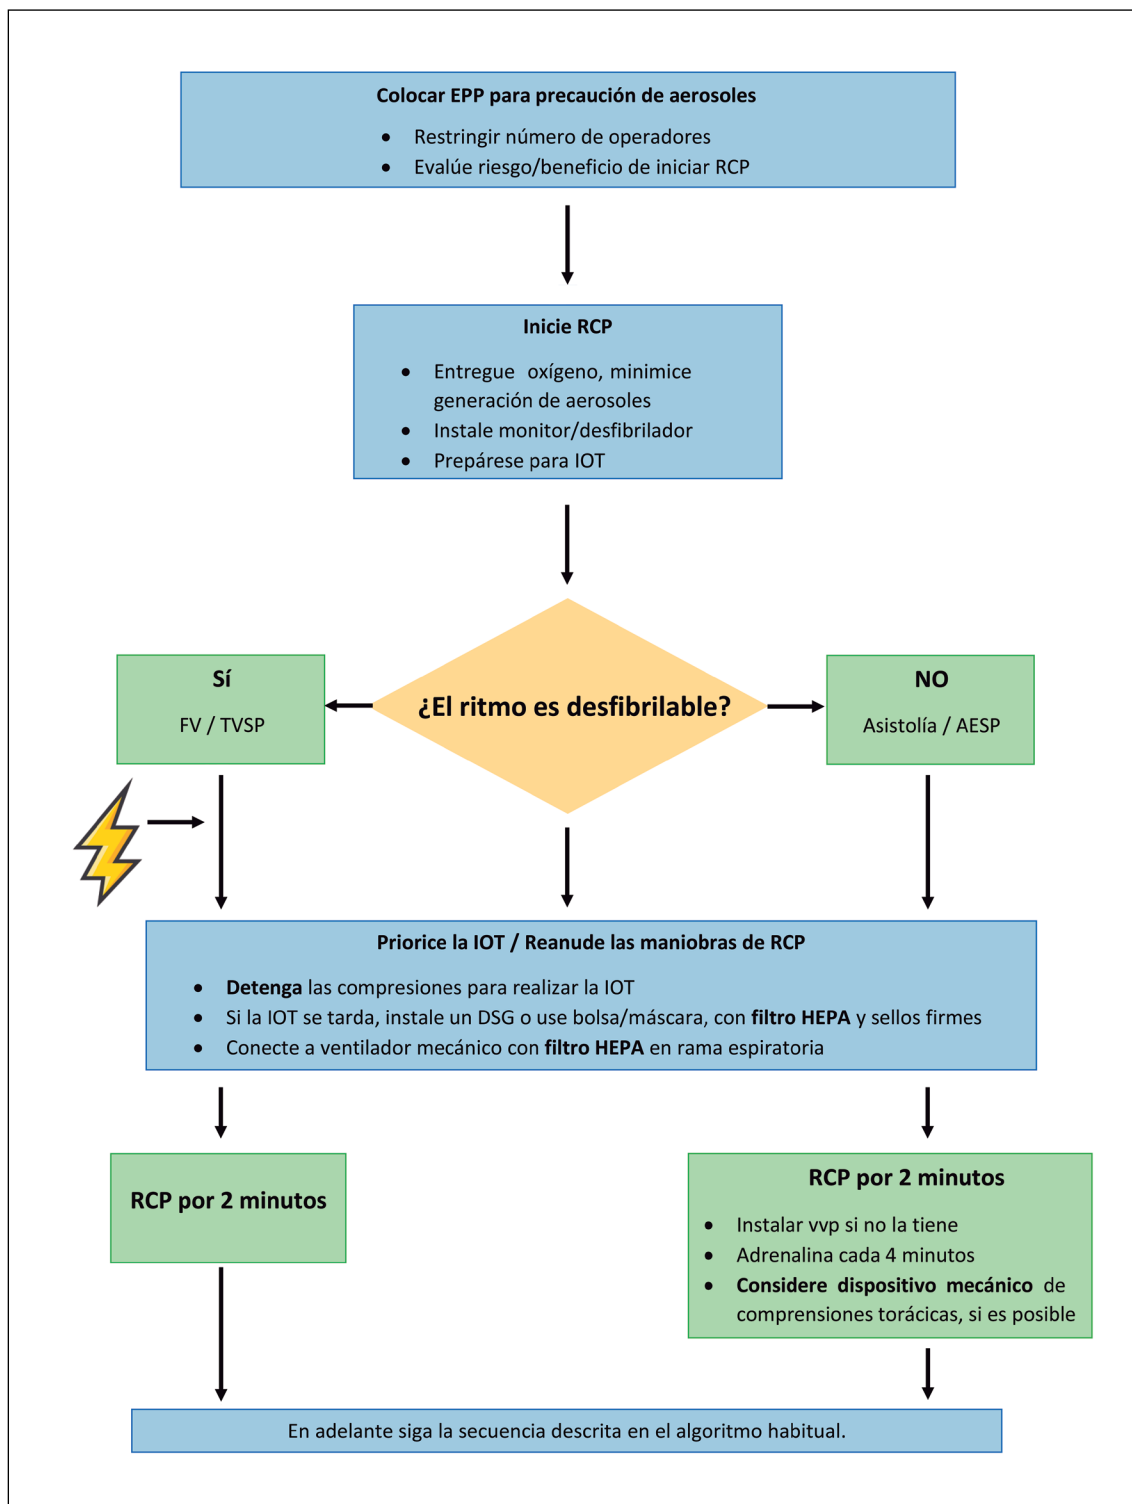 Colocar EPP para precaución de aerosoles
• Restringir número de operadores
• Evalúe riesgo/beneficio de iniciar RCP
Inicie RCP
• Entregue oxígeno, minimice
generación de aerosoles
• Instale monitor/desfibrilador
• Prepárese para IOT
¿El ritmo es desfibrilable?
Sí
FV / TVSP
NO
Asistolía / AESP
Priorice la IOT / Reanude las maniobras de RCP
• Detenga las compresiones para realizar la IOT
• Si la IOT se tarda, instale un DSG o use bolsa/máscara, con filtro HEPA y sellos firmes
• Conecte a ventilador mecánico con filtro HEPA en rama espiratoria
RCP por 2 minutos
RCP por 2 minutos
• Instalar vvp si no la tiene
• Adrenalina cada 4 minutos
• Considere dispositivo mecánico de
comprensiones torácicas, si es posible
En adelante siga la secuencia descrita en el algoritmo habitual.